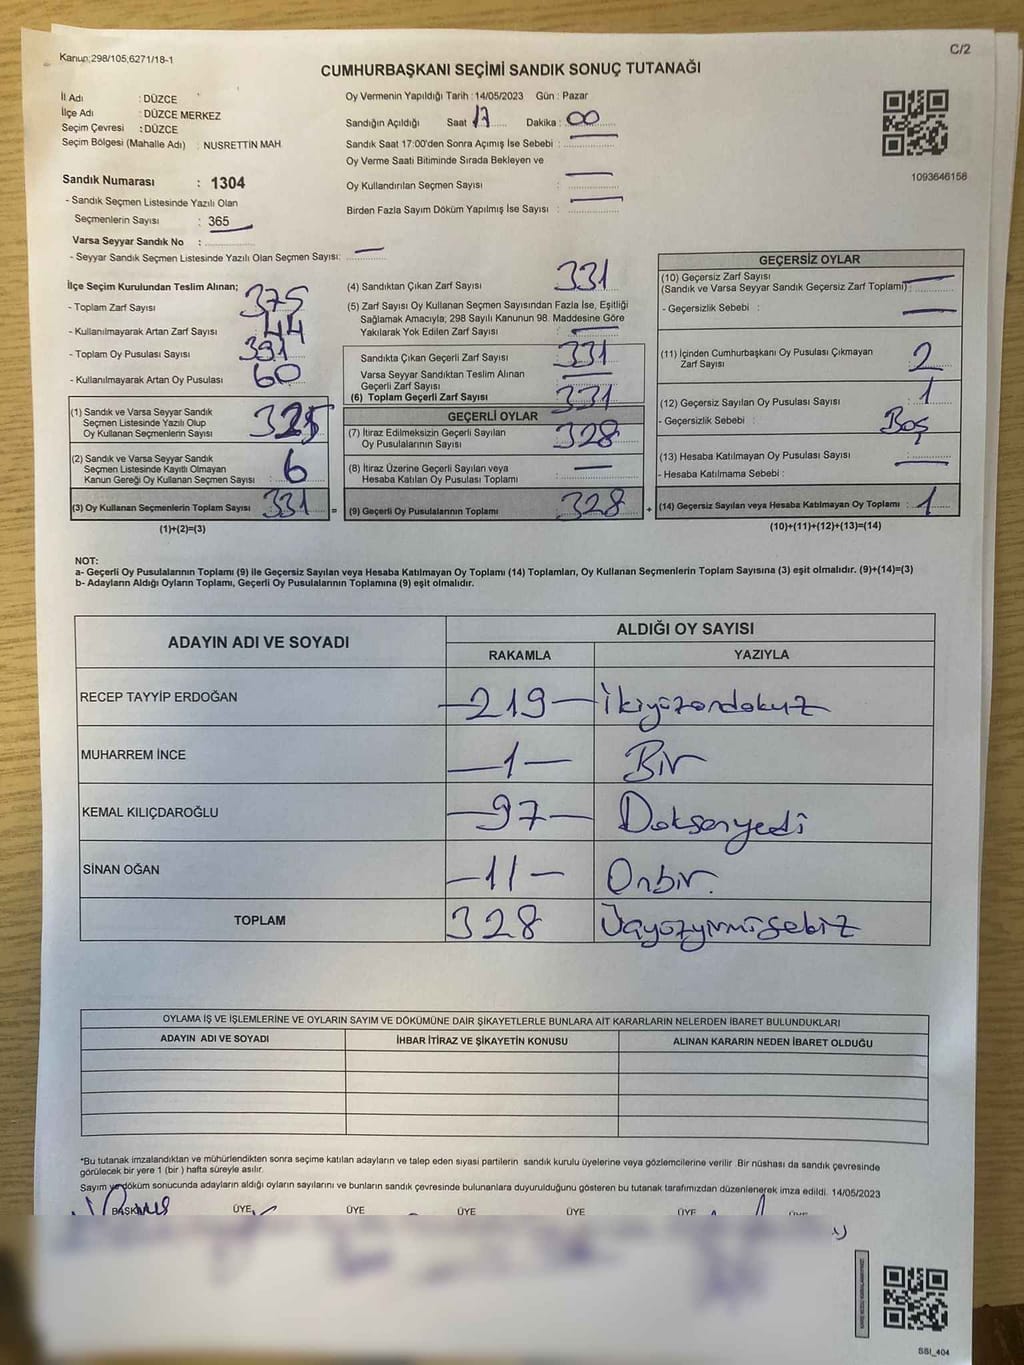 Kanun:298/105,6271/18-1
C/2
CUMHURBAŞKANI SEÇİMİ SANDIK SONUÇ TUTANAĞI
İl Adı : DÜZCE
İlçe Adı : DÜZCE MERKEZ
Seçim Çevresi : DÜZCE
Seçim Bölgesi (Mahalle Adı) : NUSRETTİN MAH
Sandık Numarası : 1304
- Sandık Seçmen Listesinde Yazılı Olan
Seçmenlerin Sayısı : 365
Varsa Seyyar Sandık No :
- Seyyar Sandık Seçmen Listesinde Yazılı Olan Seçmen Sayısı:
Oy Vermenin Yapıldığı Tarih : 14/05/2023 Gün : Pazar
Sandığın Açıldığı Saat 17 Dakika : 00
Sandık Saat 17:00'den Sonra Açımış İse Sebebi :
Oy Verme Saati Bitiminde Sırada Bekleyen ve
Oy Kullandırılan Seçmen Sayısı :
Birden Fazla Sayım Döküm Yapılmış İse Sayısı :
1093646156
İlçe Seçim Kurulundan Teslim Alınan;
- Toplam Zarf Sayısı 375
- Kullanılmayarak Artan Zarf Sayısı 44
- Toplam Oy Pusulası Sayısı 391
- Kullanılmayarak Artan Oy Pusulası 60
(1) Sandık ve Varsa Seyyar Sandık
Seçmen Listesinde Yazılı Olup
Oy Kullanan Seçmenlerin Sayısı 325
(2) Sandık ve Varsa Seyyar Sandık
Seçmen Listesinde Kayıtlı Olmayan
Kanun Gereği Oy Kullanan Seçmen Sayısı : 6
(3) Oy Kullanan Seçmenlerin Toplam Sayısı 331
(1)+(2)=(3)
(4) Sandıktan Çıkan Zarf Sayısı 331
(5) Zarf Sayısı Oy Kullanan Seçmen Sayısından Fazla İse, Eşitliği
Sağlamak Amacıyla; 298 Sayılı Kanunun 98. Maddesine Göre
Yakılarak Yok Edilen Zarf Sayısı
Sandıkta Çıkan Geçerli Zarf Sayısı 331
Varsa Seyyar Sandıktan Teslim Alınan
Geçerli Zarf Sayısı
(6) Toplam Geçerli Zarf Sayısı 331
GEÇERLİ OYLAR
(7) İtiraz Edilmeksizin Geçerli Sayılan
Oy Pusulalarının Sayısı 328
(8) İtiraz Üzerine Geçerli Sayılan veya
Hesaba Katılan Oy Pusulası Toplamı
= (9) Geçerli Oy Pusulalarının Toplamı 328
GEÇERSİZ OYLAR
(10) Geçersiz Zarf Sayısı
(Sandık ve Varsa Seyyar Sandık Geçersiz Zarf Toplamı) :
- Geçersizlik Sebebi :
(11) İçinden Cumhurbaşkanı Oy Pusulası Çıkmayan
Zarf Sayısı 2
(12) Geçersiz Sayılan Oy Pusulası Sayısı 1
- Geçersizlik Sebebi : Boş
(13) Hesaba Katılmayan Oy Pusulası Sayısı
- Hesaba Katılmama Sebebi :
+ (14) Geçersiz Sayılan veya Hesaba Katılmayan Oy Toplamı : 1
(10)+(11)+(12)+(13)=(14)
NOT:
a- Geçerli Oy Pusulalarının Toplamı (9) ile Geçersiz Sayılan veya Hesaba Katılmayan Oy Toplamı (14) Toplamları, Oy Kullanan Seçmenlerin Toplam Sayısına (3) eşit olmalıdır. (9)+(14)=(3)
b- Adayların Aldığı Oyların Toplamı, Geçerli Oy Pusulalarının Toplamına (9) eşit olmalıdır.
ADAYIN ADI VE SOYADI
ALDIĞI OY SAYISI
RAKAMLA YAZIYLA
RECEP TAYYİP ERDOĞAN —219— İkiyüzondokuz
MUHARREM İNCE —1— Bir
KEMAL KILIÇDAROĞLU —97— Doksanyedi
SİNAN OĞAN —11— Onbir.
TOPLAM 328 Üçyüzyirmisekiz
OYLAMA İŞ VE İŞLEMLERİNE VE OYLARIN SAYIM VE DÖKÜMÜNE DAİR ŞİKAYETLERLE BUNLARA AİT KARARLARIN NELERDEN İBARET BULUNDUKLARI
ADAYIN ADI VE SOYADI İHBAR İTİRAZ VE ŞİKAYETİN KONUSU ALINAN KARARIN NEDEN İBARET OLDUĞU
*Bu tutanak imzalandıktan ve mühürlendikten sonra seçime katılan adayların ve talep eden siyasi partilerin sandık kurulu üyelerine veya gözlemcilerine verilir .Bir nüshası da sandık çevresinde
görülecek bir yere 1 (bir ) hafta süreyle asılır.
Sayım ve döküm sonucunda adayların aldığı oyların sayılarını ve bunların sandık çevresinde bulunanlara duyurulduğunu gösteren bu tutanak tarafımızdan düzenlenerek imza edildi. 14/05/2023
BAŞKAN ÜYE ÜYE ÜYE ÜYE ÜYE ÜYE
SSI_404